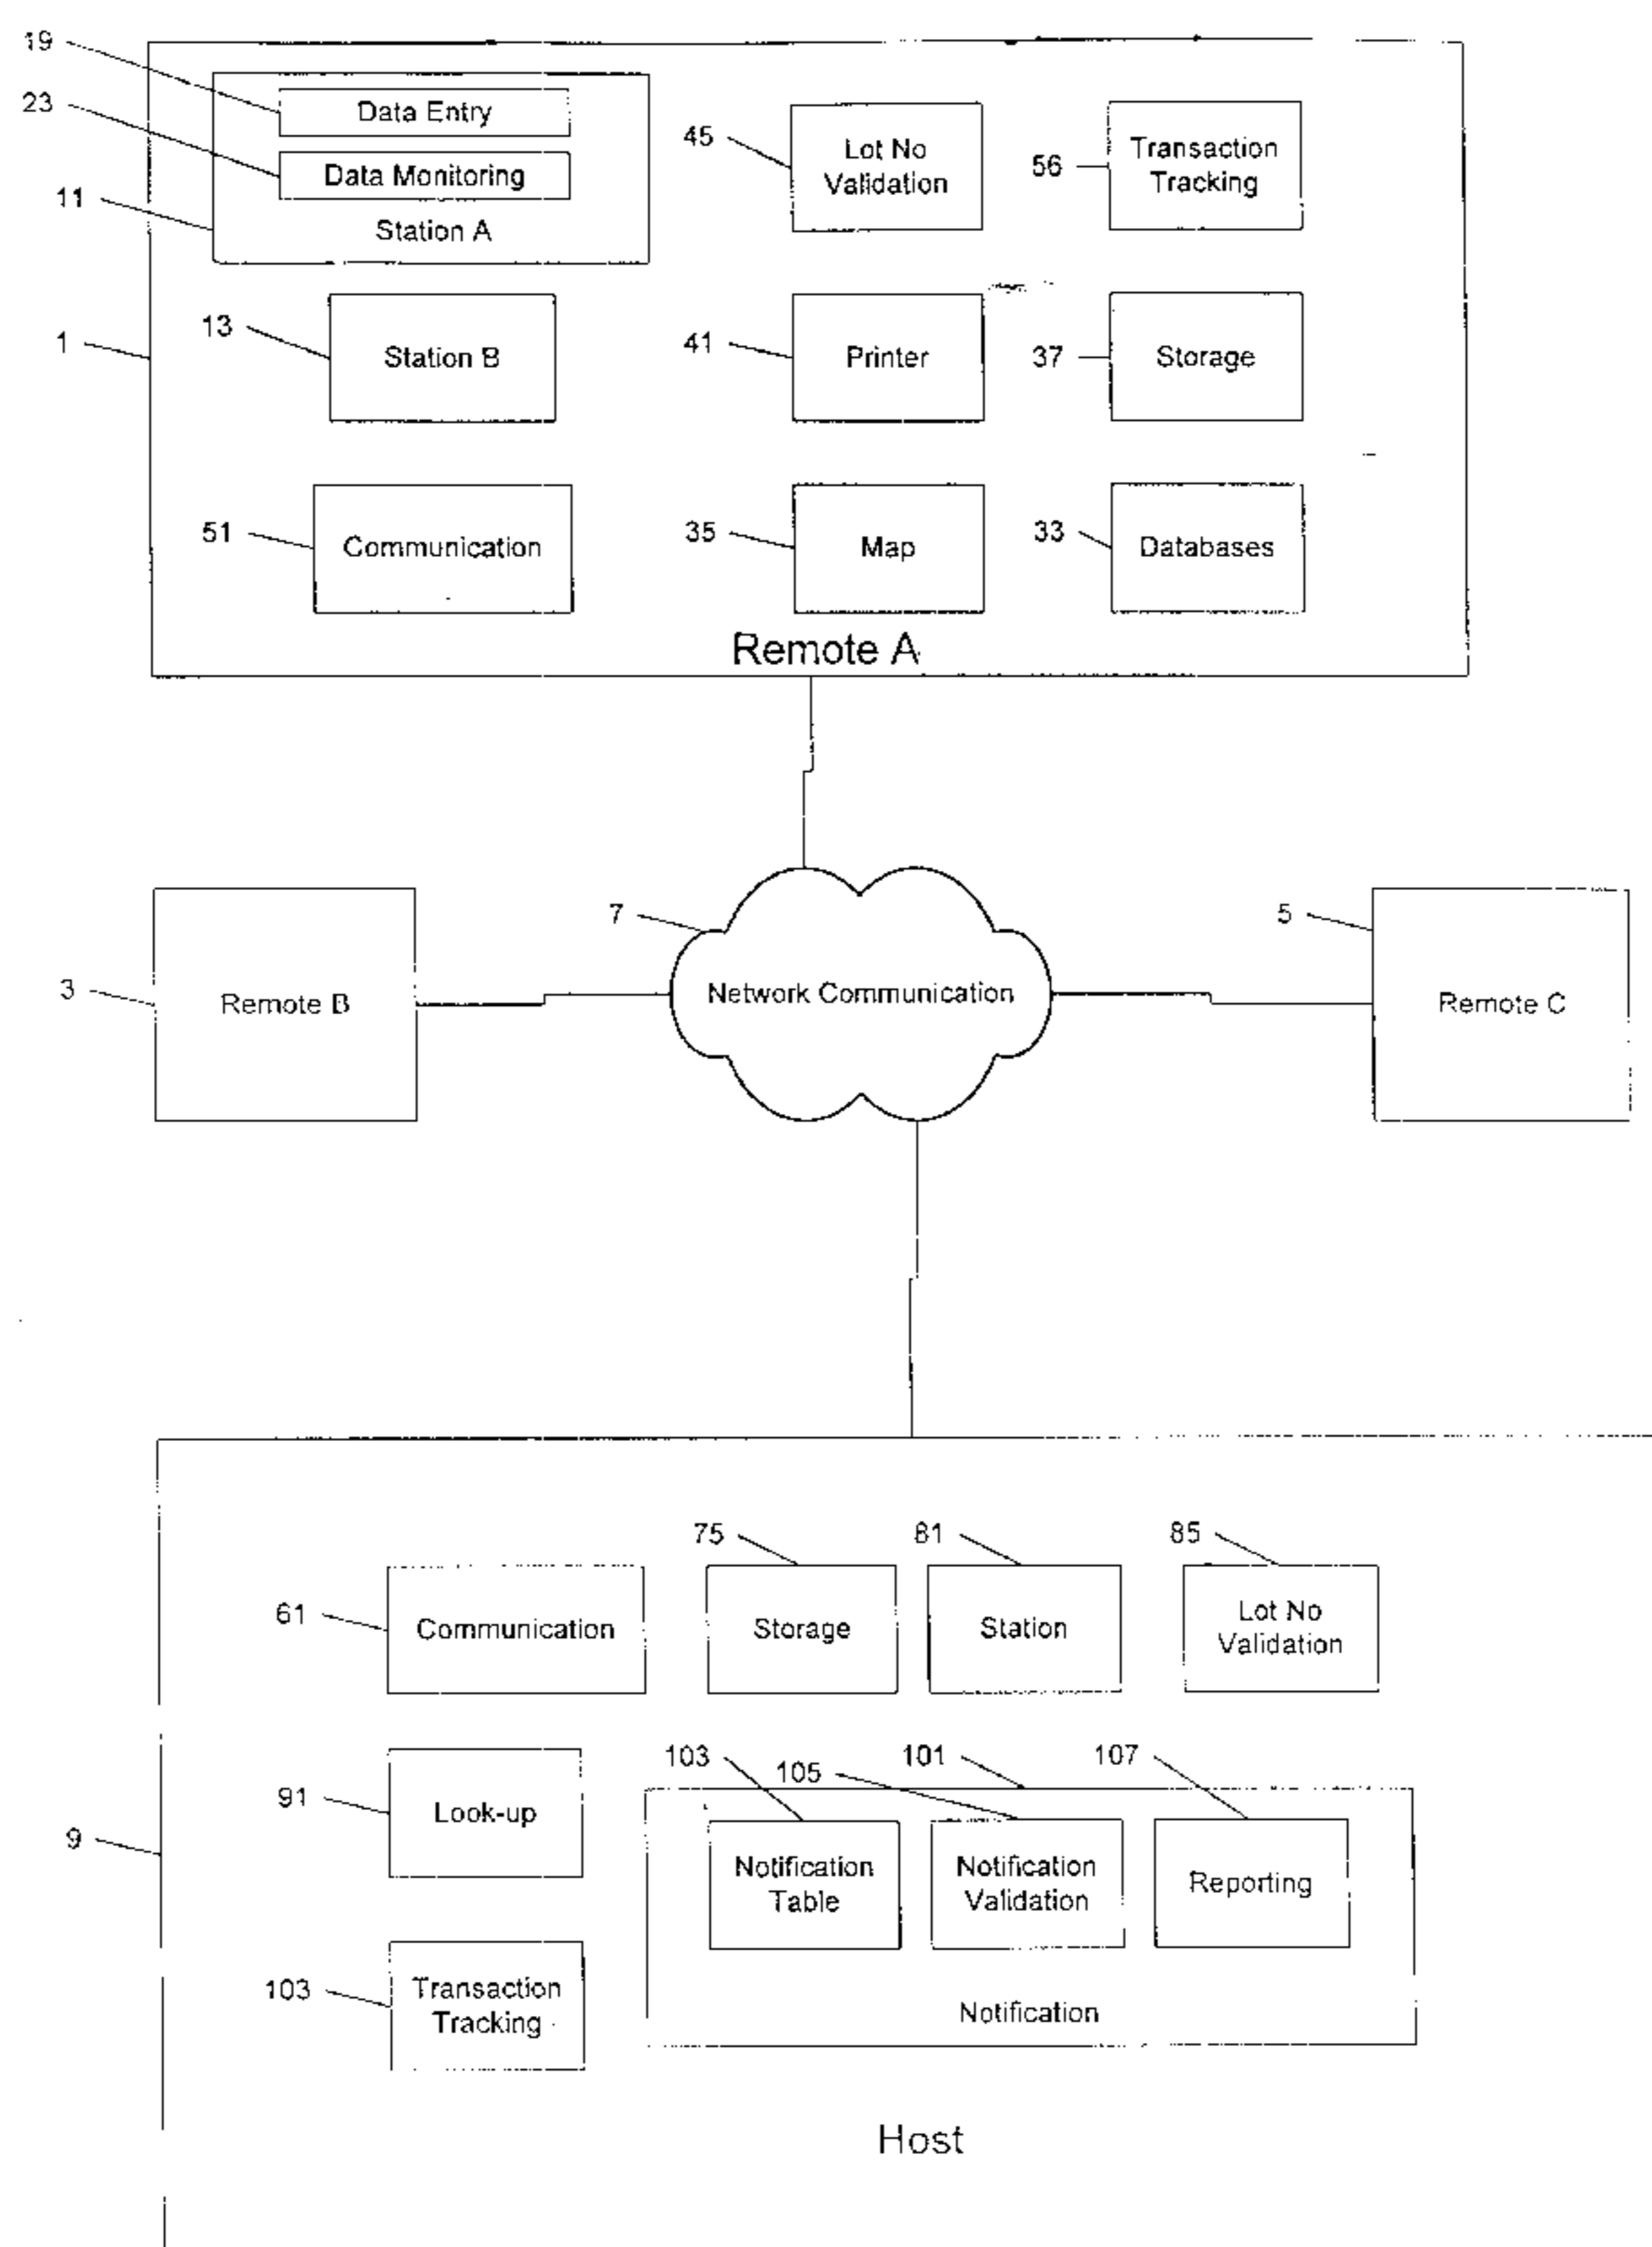 19
Data Entry
23
Data Monitoring
11
Station A
45
Lot No
Validation
56
Transaction
Tracking
1
13
Station B
41
Printer
37
Storage
51
Communication
35
Map
33
Databases
Remote A
7
Network Communication
3
Remote B
5
Remote C
75
81
85
61
Communication
Storage
Station
Lot No
Validation
91
Look-up
103
105
101
107
9
Notification
Table
Notification
Validation
Reporting
103
Transaction
Tracking
Notification
Host